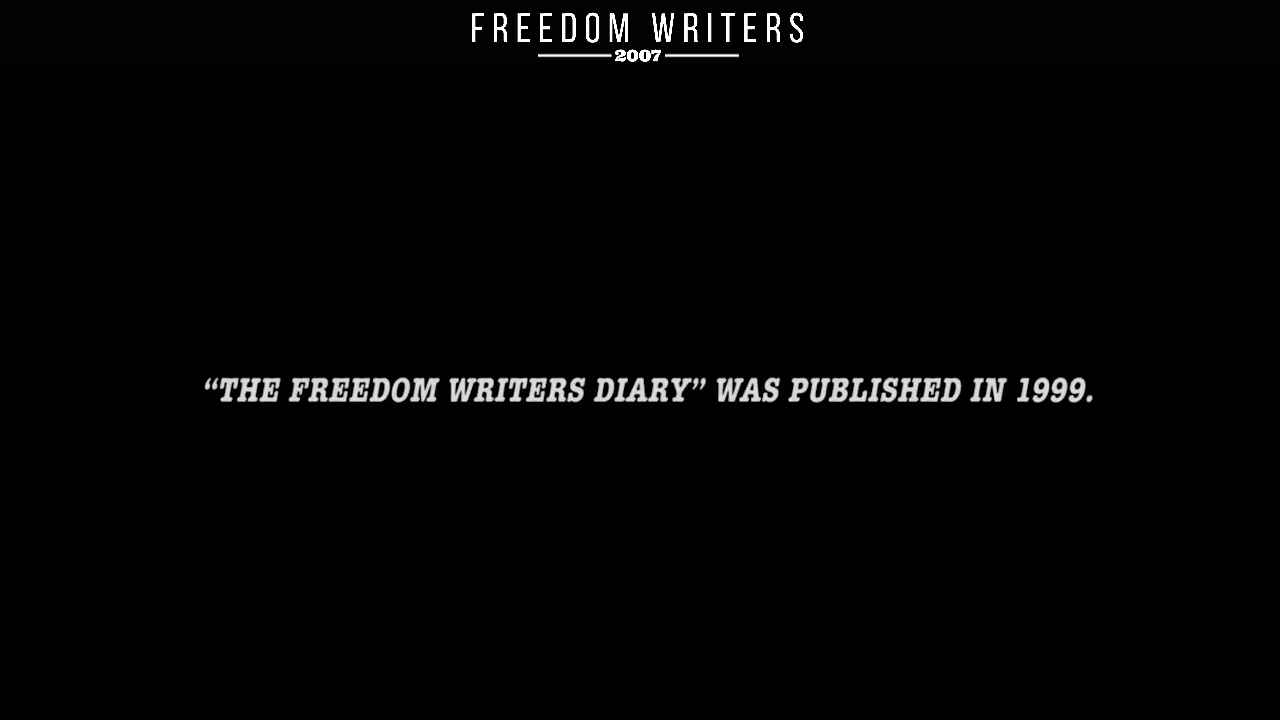 FREEDOM WRITERS
2007
“THE FREEDOM WRITERS DIARY” WAS PUBLISHED IN 1999.